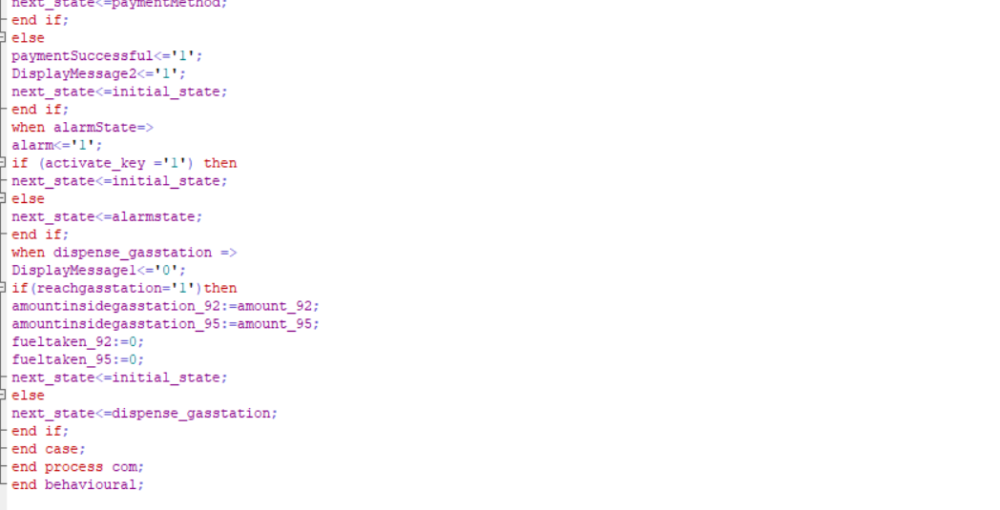 next_state<=paymentMethod;
end if;
else
paymentSuccessful<='1';
DisplayMessage2<='1';
next_state<=initial_state;
end if;
when alarmState=>
alarm<='1';
if (activate_key ='1') then
next_state<=initial_state;
else
next_state<=alarmstate;
end if;
when dispense_gasstation =>
DisplayMessage1<='0';
if(reachgasstation='1')then
amountinsidegasstation_92:=amount_92;
amountinsidegasstation_95:=amount_95;
fueltaken_92:=0;
fueltaken_95:=0;
next_state<=initial_state;
else
next_state<=dispense_gasstation;
end if;
end case;
end process com;
end behavioural;